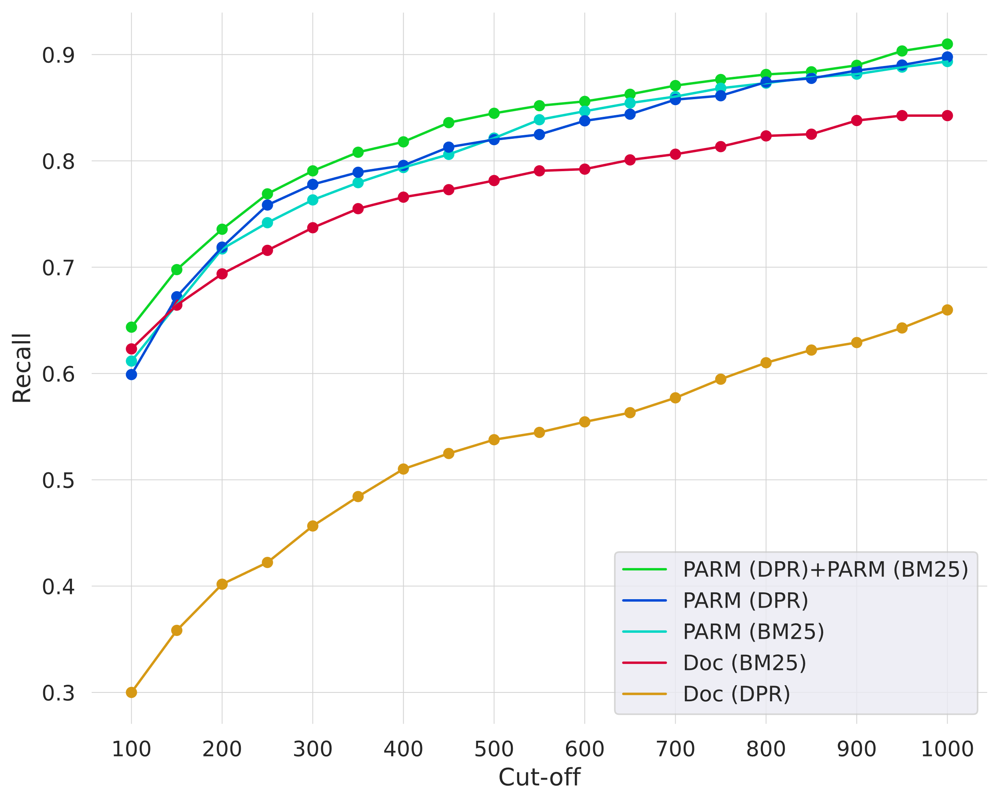 0.9
0.8
0.7
0.6
0.5
0.4
0.3
Recall
PARM (DPR)+PARM (BM25)
PARM (DPR)
PARM (BM25)
Doc (BM25)
Doc (DPR)
100 200 300 400 500 600 700 800 900 1000
Cut-off